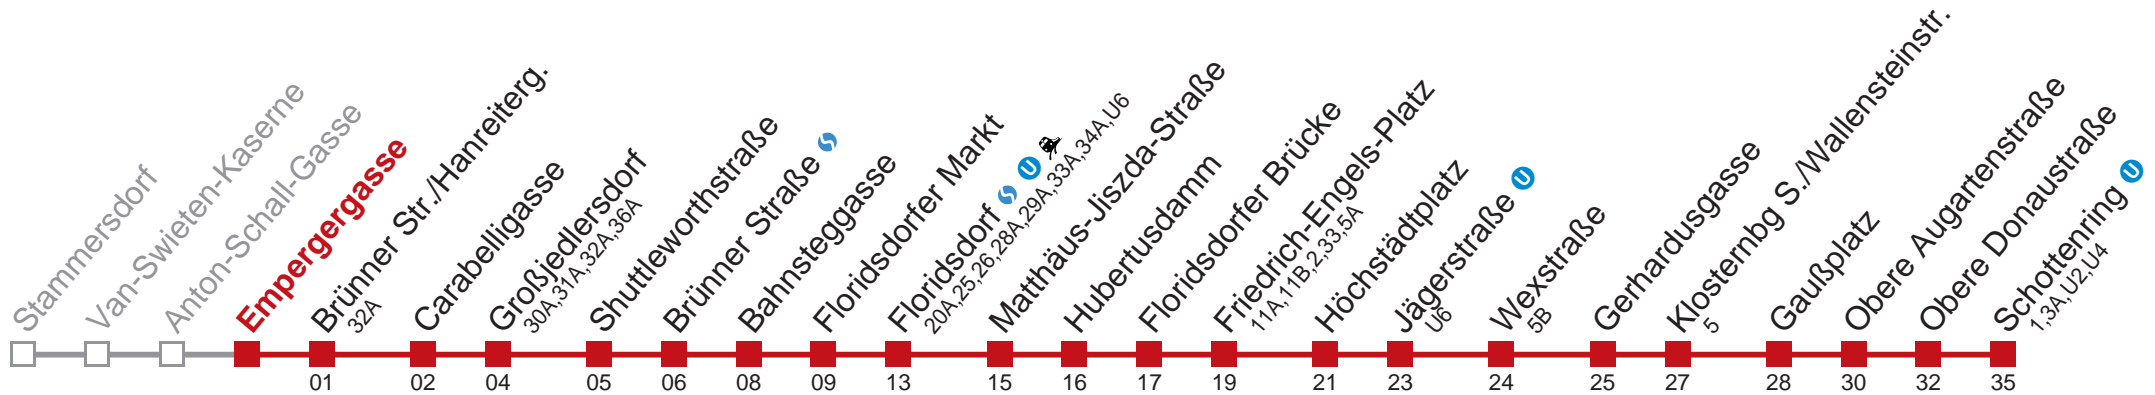 Stammersdorf
Van-Swieten-Kaserne
Anton-Schall-Gasse
Empergergasse
Brünner Str./Hanreiterg.
32A
01
Carabelligasse
02
Großjedlersdorf
30A,31A,32A,36A
04
Shuttleworthstraße
05
Brünner Straße
06
Bahnsteggasse
08
Floridsdorfer Markt
09
Floridsdorf U
20A,25,26,28A,29A,33A,34A,U6
13
Matthäus-Jiszda-Straße
15
Hubertusdamm
16
Floridsdorfer Brücke
17
Friedrich-Engels-Platz
11A,11B,2,33,5A
19
Höchstädtplatz
21
Jägerstraße U
U6
23
Wexstraße
5B
24
Gerhardusgasse
25
Klosternbg S./Wallensteinstr.
5
27
Gaußplatz
28
Obere Augartenstraße
30
Obere Donaustraße
32
Schottenring U
1,3A,U2,U4
35